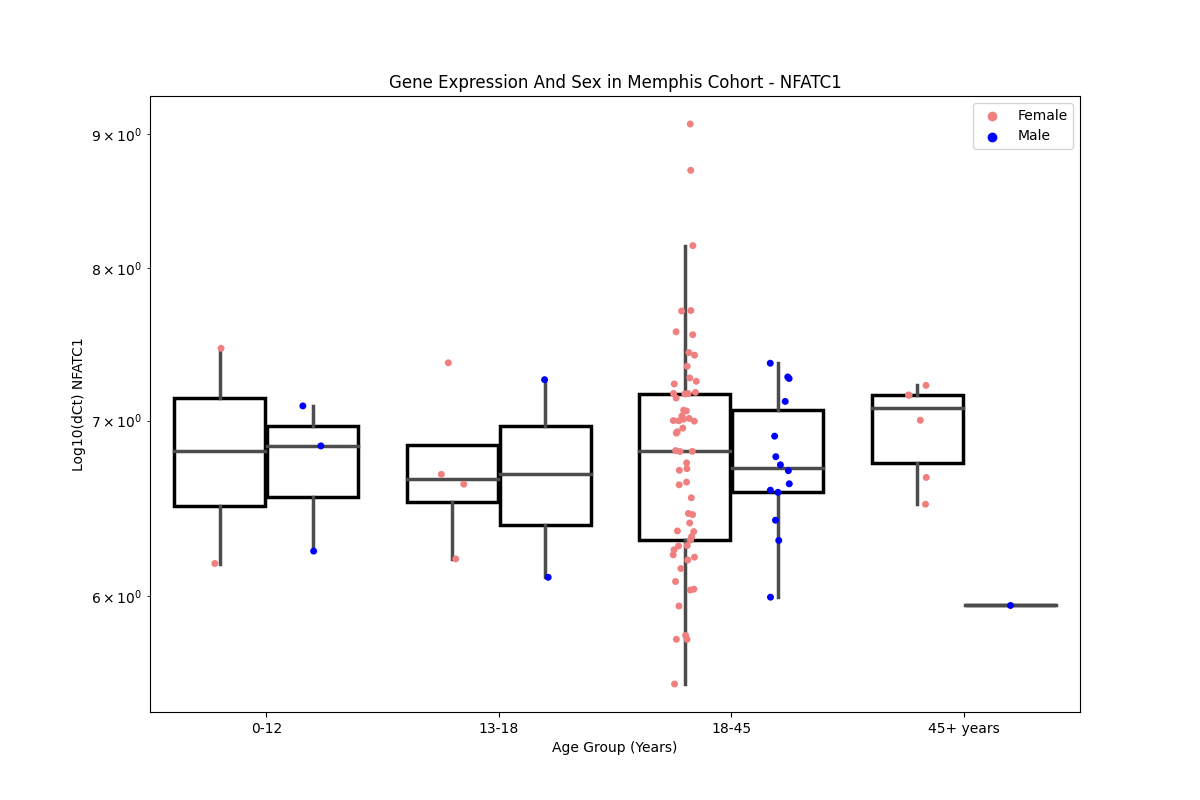 Gene Expression And Sex in Memphis Cohort - NFATC1
Female
Male
9 × 10⁰
8 × 10⁰
7 × 10⁰
6 × 10⁰
Log10(dCt) NFATC1
0-12
13-18
18-45
45+ years
Age Group (Years)